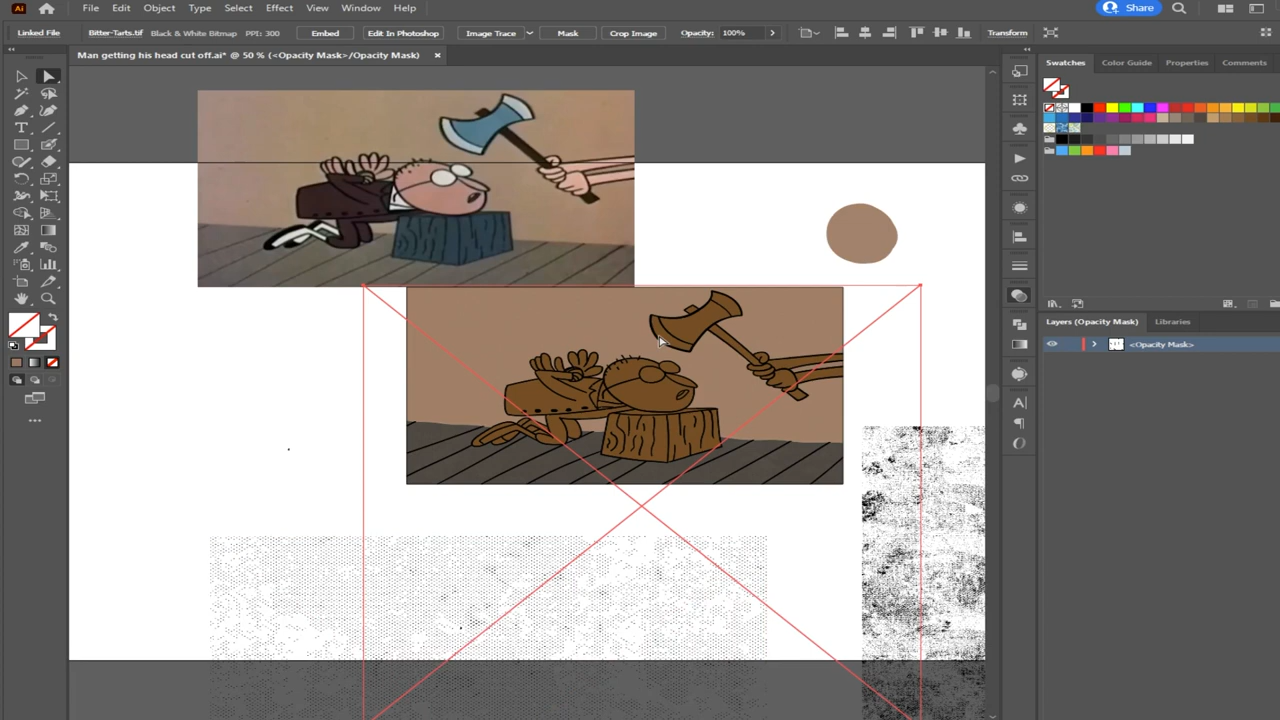 Ai File Edit Object Type Select Effect View Window Help Share
Linked File Bitter-Tarts.tif Black & White Bitmap PPI: 300 Embed Edit In Photoshop Image Trace Mask Crop Image Opacity: 100% Transform
Man getting his head cut off.ai* @ 50 % (<Opacity Mask>/Opacity Mask)
Swatches Color Guide Properties Comments
Layers (Opacity Mask) Libraries
<Opacity Mask>